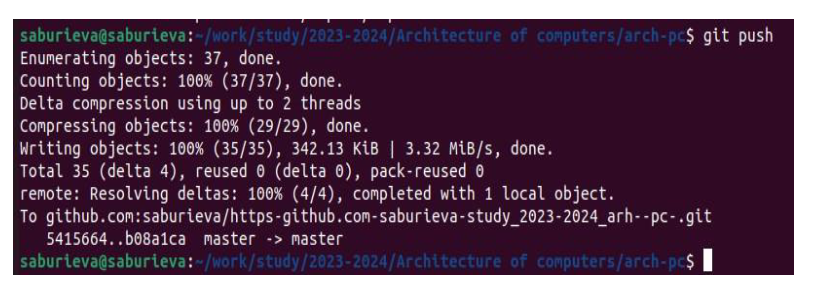 saburieva@saburieva:~/work/study/2023-2024/Architecture of computers/arch-pc$ git push
Enumerating objects: 37, done.
Counting objects: 100% (37/37), done.
Delta compression using up to 2 threads
Compressing objects: 100% (29/29), done.
Writing objects: 100% (35/35), 342.13 KiB | 3.32 MiB/s, done.
Total 35 (delta 4), reused 0 (delta 0), pack-reused 0
remote: Resolving deltas: 100% (4/4), completed with 1 local object.
To github.com:saburieva/https-github.com-saburieva-study_2023-2024_arh--pc-.git
   5415664..b08a1ca  master -> master
saburieva@saburieva:~/work/study/2023-2024/Architecture of computers/arch-pc$